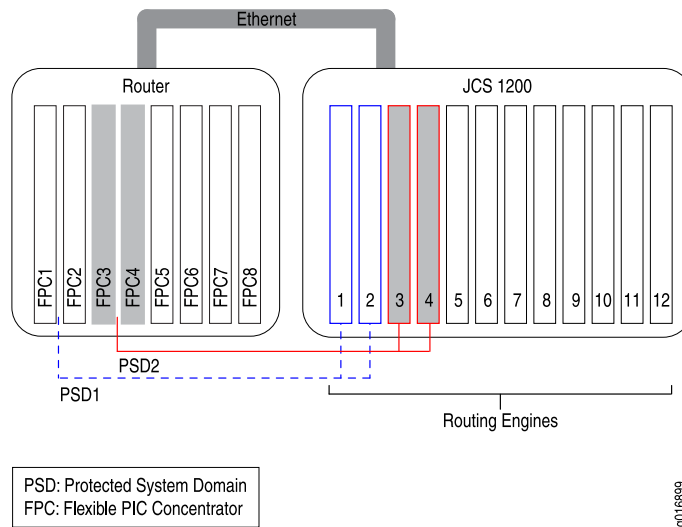 Ethernet
Router
JCS 1200
FPC1
FPC2
FPC3
FPC4
FPC5
FPC6
FPC7
FPC8
1
2
3
4
5
6
7
8
9
10
11
12
PSD2
PSD1
Routing Engines
PSD: Protected System Domain
FPC: Flexible PIC Concentrator
g016899